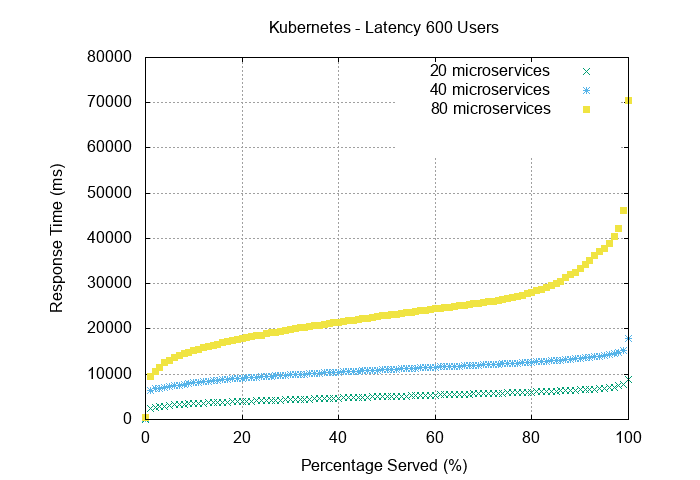 Kubernetes - Latency 600 Users
80000
70000
60000
50000
40000
30000
20000
10000
0
20 microservices
40 microservices
80 microservices
Response Time (ms)
0 20 40 60 80 100
Percentage Served (%)